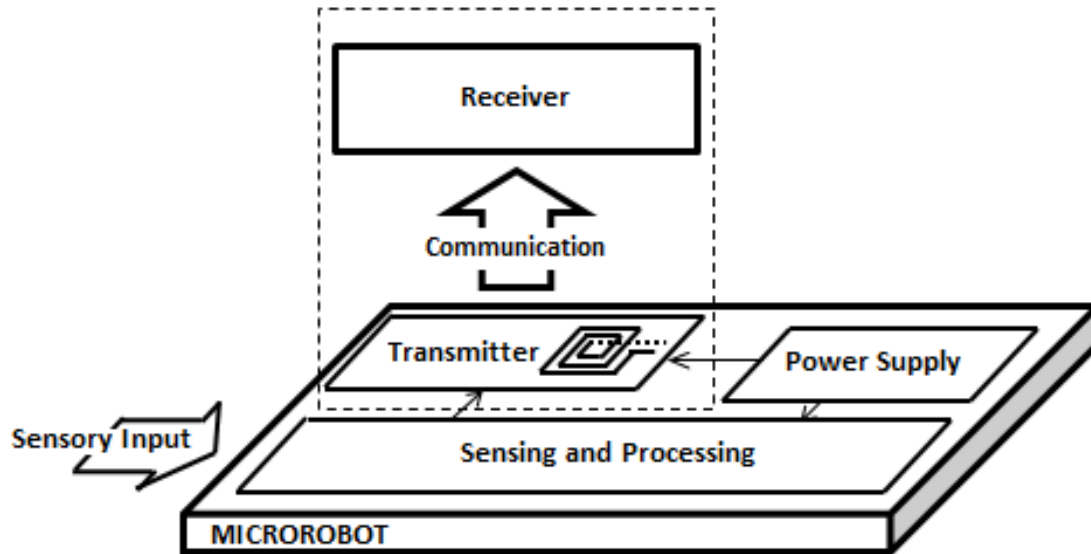 Receiver
Communication
Transmitter
Power Supply
Sensory Input
Sensing and Processing
MICROROBOT